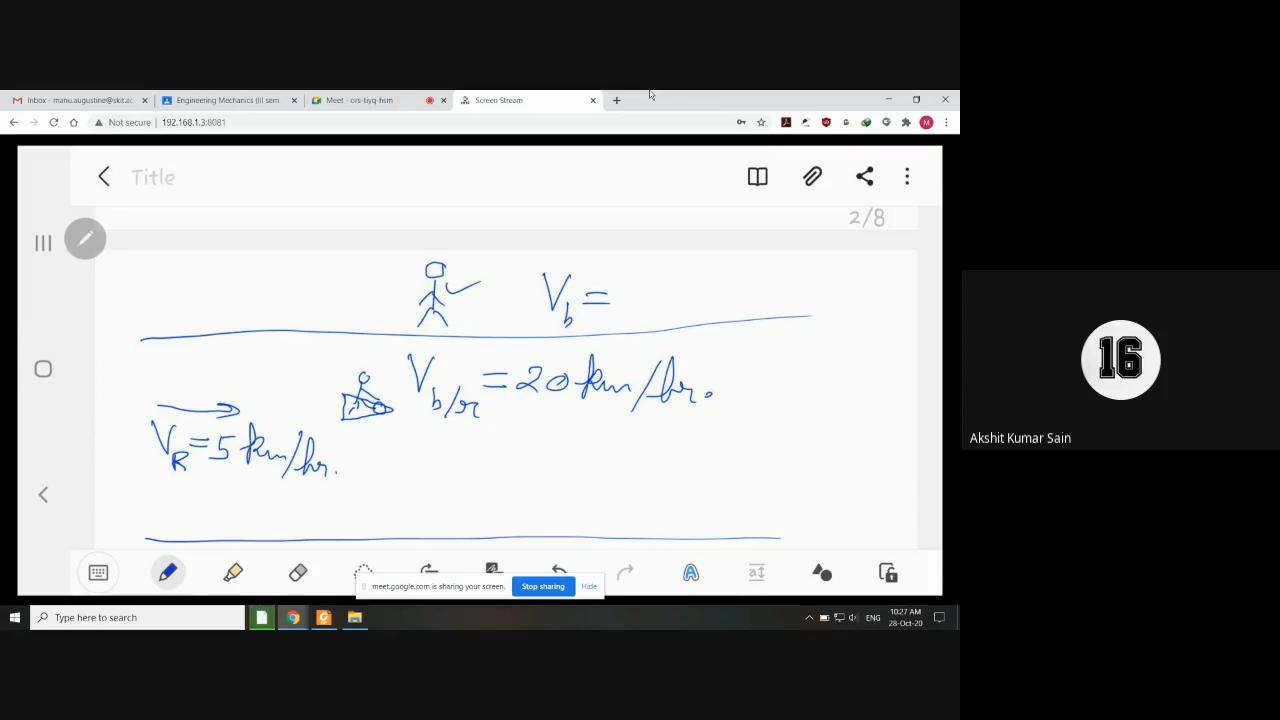 Inbox - manu.augustine@skit.ac
Engineering Mechanics (III sem
Meet - ors-tiyq-hsm
Screen Stream
Not secure
192.168.1.3:8081
M
Title
2/8
V_b =
V_b/r = 20 km/hr.
V_R = 5 km/hr.
16
Akshit Kumar Sain
meet.google.com is sharing your screen.
Stop sharing
Hide
Type here to search
ENG
10:27 AM
28-Oct-20